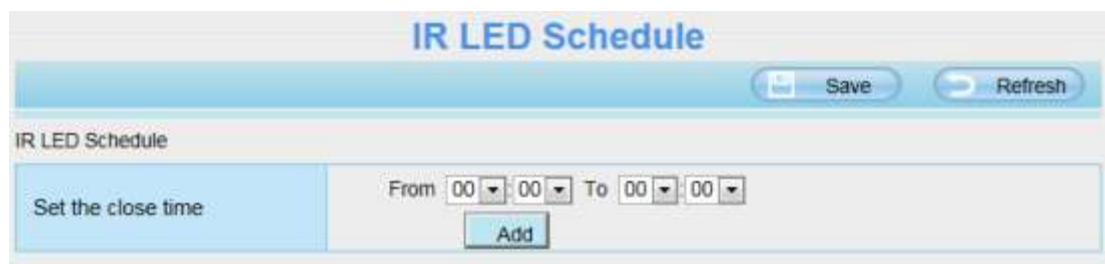 IR LED Schedule
Save Refresh
IR LED Schedule
Set the close time
From 00 : 00 To 00 : 00
Add